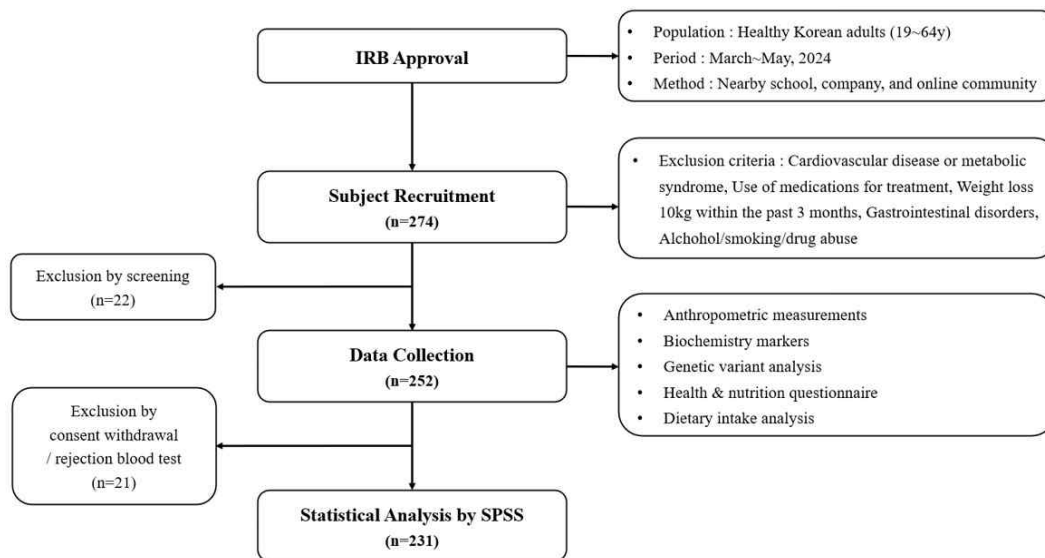 IRB Approval
• Population : Healthy Korean adults (19~64y)
• Period : March~May, 2024
• Method : Nearby school, company, and online community
Subject Recruitment
(n=274)
• Exclusion criteria : Cardiovascular disease or metabolic
syndrome, Use of medications for treatment, Weight loss
10kg within the past 3 months, Gastrointestinal disorders,
Alchohol/smoking/drug abuse
Exclusion by screening
(n=22)
Data Collection
(n=252)
• Anthropometric measurements
• Biochemistry markers
• Genetic variant analysis
• Health & nutrition questionnaire
• Dietary intake analysis
Exclusion by
consent withdrawal
/ rejection blood test
(n=21)
Statistical Analysis by SPSS
(n=231)